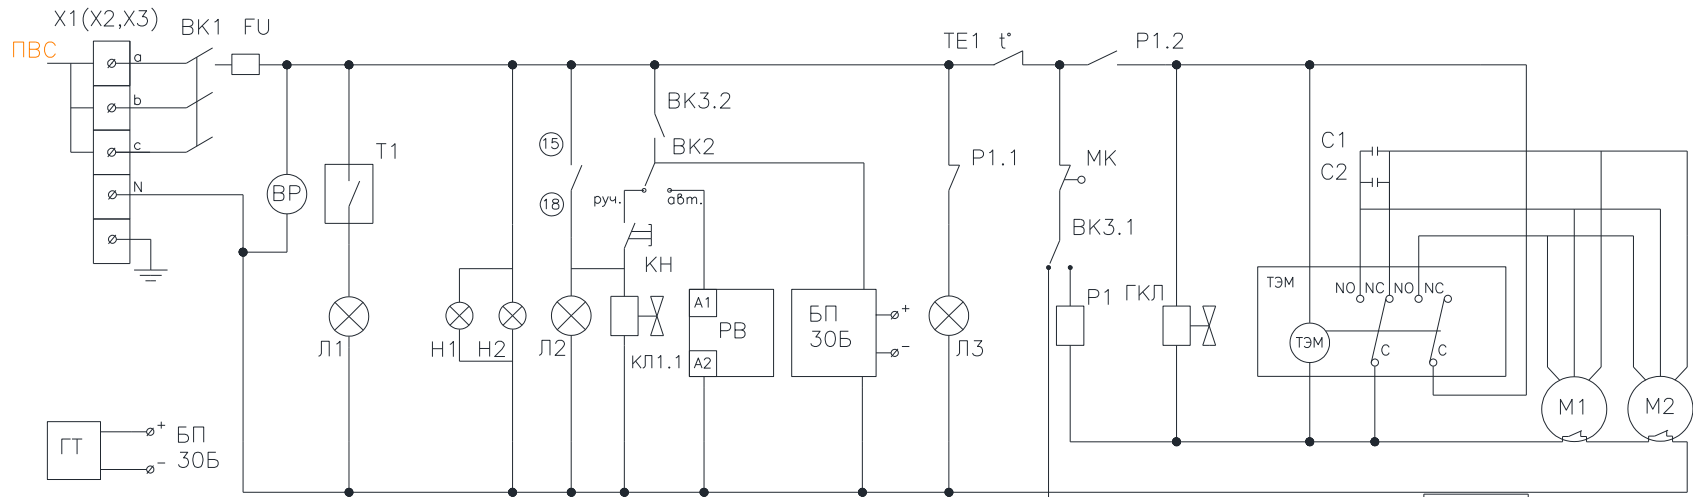 X1(X2,X3)
ВК1
FU
ПВС
a
b
c
N
ВР
Т1
Л1
Н1
Н2
15
18
Л2
ВК3.2
ВК2
руч.
авт.
КН
КЛ1.1
А1
РВ
А2
БП
30Б
+
−
ТЕ1 t°
Р1.2
Р1.1
Л3
МК
ВК3.1
Р1
ГКЛ
С1
С2
ТЭМ
NO
NC
NO
NC
ТЭМ
С
С
М1
М2
ГТ
+
−
БП
30Б